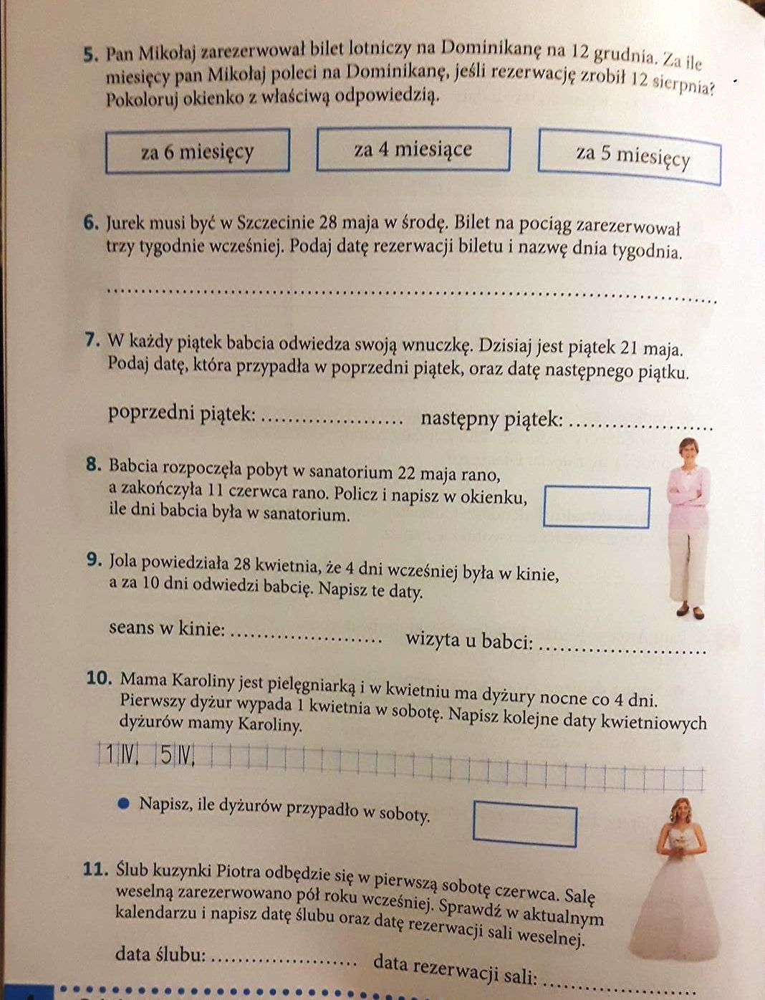 5. Pan Mikołaj zarezerwował bilet lotniczy na Dominikanę na 12 grudnia. Za ile
miesięcy pan Mikołaj poleci na Dominikanę, jeśli rezerwację zrobił 12 sierpnia?
Pokoloruj okienko z właściwą odpowiedzią.
za 6 miesięcy za 4 miesiące za 5 miesięcy
6. Jurek musi być w Szczecinie 28 maja w środę. Bilet na pociąg zarezerwował
trzy tygodnie wcześniej. Podaj datę rezerwacji biletu i nazwę dnia tygodnia.
7. W każdy piątek babcia odwiedza swoją wnuczkę. Dzisiaj jest piątek 21 maja.
Podaj datę, która przypadła w poprzedni piątek, oraz datę następnego piątku.
poprzedni piątek: ..................... następny piątek: .....................
8. Babcia rozpoczęła pobyt w sanatorium 22 maja rano,
a zakończyła 11 czerwca rano. Policz i napisz w okienku,
ile dni babcia była w sanatorium.
9. Jola powiedziała 28 kwietnia, że 4 dni wcześniej była w kinie,
a za 10 dni odwiedzi babcię. Napisz te daty.
seans w kinie: ....................... wizyta u babci: ........................
10. Mama Karoliny jest pielęgniarką i w kwietniu ma dyżury nocne co 4 dni.
Pierwszy dyżur wypada 1 kwietnia w sobotę. Napisz kolejne daty kwietniowych
dyżurów mamy Karoliny.
1 IV, 5 IV,
• Napisz, ile dyżurów przypadło w soboty.
11. Ślub kuzynki Piotra odbędzie się w pierwszą sobotę czerwca. Salę
weselną zarezerwowano pół roku wcześniej. Sprawdź w aktualnym
kalendarzu i napisz datę ślubu oraz datę rezerwacji sali weselnej.
data ślubu: ...................... data rezerwacji sali: .......................